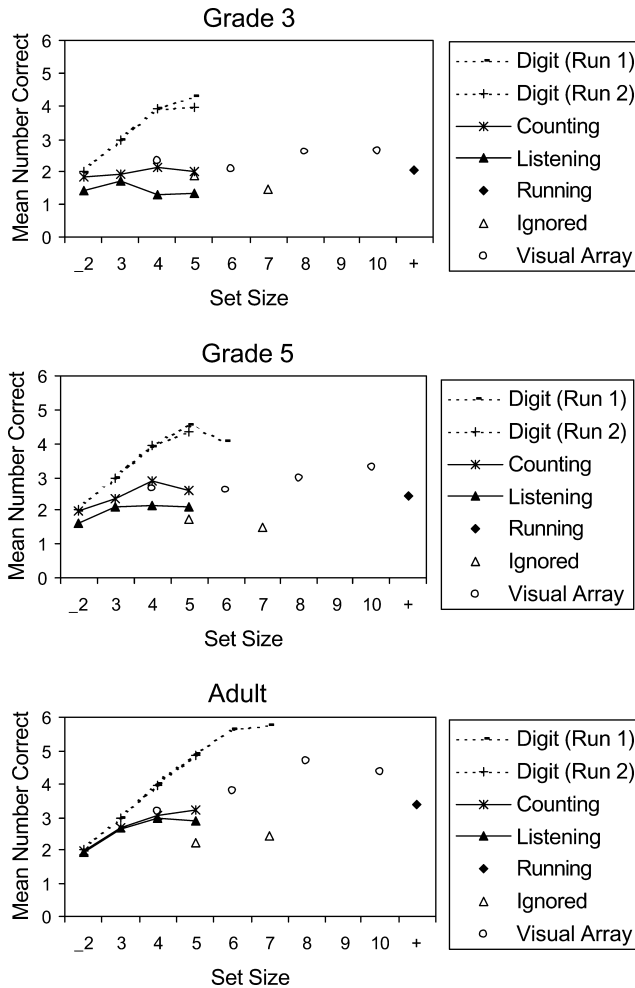 Grade 3
Mean Number Correct
6
5
4
3
2
1
0
_2 3 4 5 6 7 8 9 10 +
Set Size
Digit (Run 1)
Digit (Run 2)
Counting
Listening
Running
Ignored
Visual Array
Grade 5
Mean Number Correct
6
5
4
3
2
1
0
_2 3 4 5 6 7 8 9 10 +
Set Size
Digit (Run 1)
Digit (Run 2)
Counting
Listening
Running
Ignored
Visual Array
Adult
Mean Number Correct
6
5
4
3
2
1
0
_2 3 4 5 6 7 8 9 10 +
Set Size
Digit (Run 1)
Digit (Run 2)
Counting
Listening
Running
Ignored
Visual Array